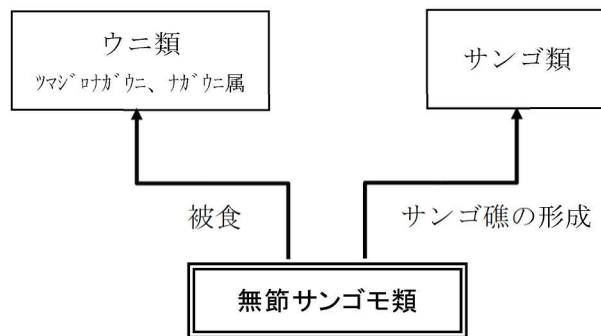 ウニ類
ﾂﾏｼﾞﾛﾅｶﾞｳﾆ、ﾅｶﾞｳﾆ属
サンゴ類
被食
サンゴ礁の形成
無節サンゴモ類